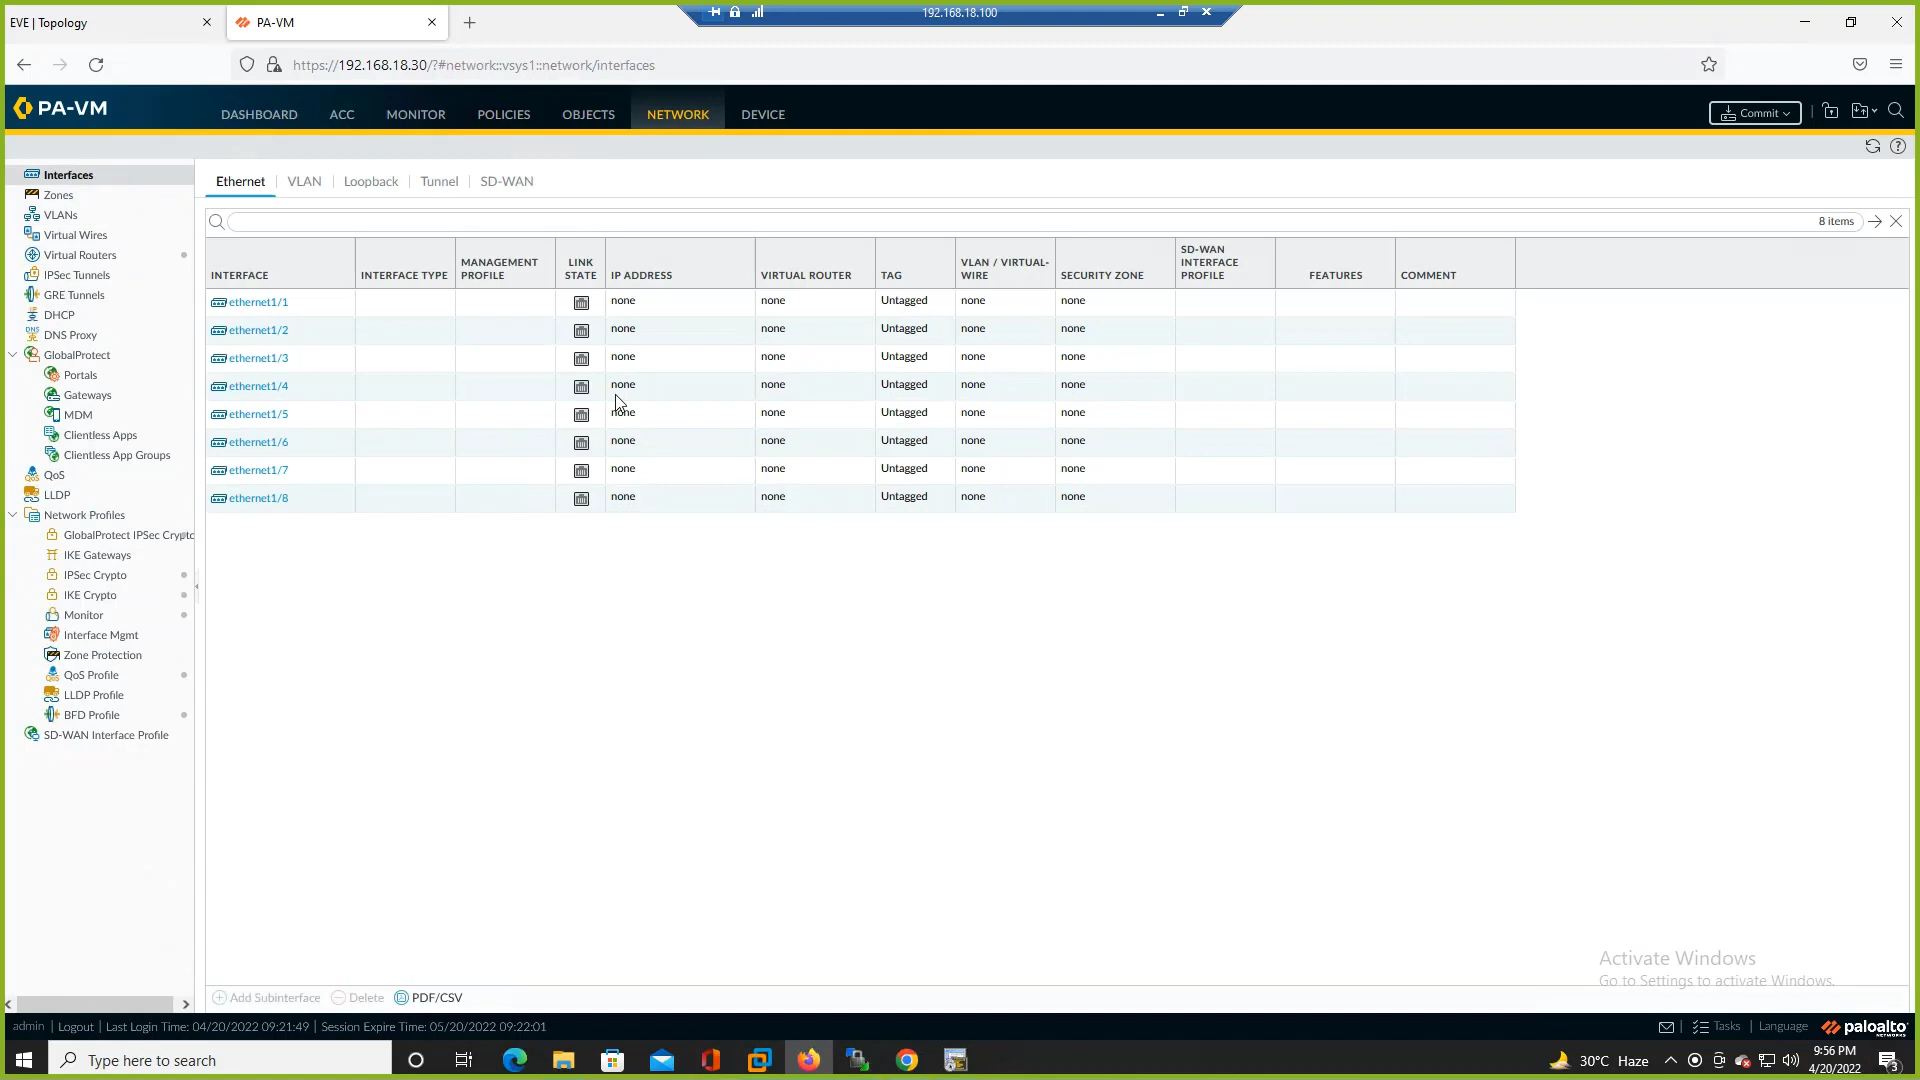 EVE | Topology
PA-VM
192.168.18.100
https://192.168.18.30/?#network::vsys1::network/interfaces
PA-VM
DASHBOARD ACC MONITOR POLICIES OBJECTS NETWORK DEVICE
Commit
Interfaces
Zones
VLANs
Virtual Wires
Virtual Routers
IPSec Tunnels
GRE Tunnels
DHCP
DNS Proxy
GlobalProtect
Portals
Gateways
MDM
Clientless Apps
Clientless App Groups
QoS
LLDP
Network Profiles
GlobalProtect IPSec Crypto
IKE Gateways
IPSec Crypto
IKE Crypto
Monitor
Interface Mgmt
Zone Protection
QoS Profile
LLDP Profile
BFD Profile
SD-WAN Interface Profile
Ethernet VLAN Loopback Tunnel SD-WAN
8 items
INTERFACE INTERFACE TYPE MANAGEMENT PROFILE LINK STATE IP ADDRESS VIRTUAL ROUTER TAG VLAN / VIRTUAL-WIRE SECURITY ZONE SD-WAN INTERFACE PROFILE FEATURES COMMENT
ethernet1/1 none none Untagged none none
ethernet1/2 none none Untagged none none
ethernet1/3 none none Untagged none none
ethernet1/4 none none Untagged none none
ethernet1/5 none none Untagged none none
ethernet1/6 none none Untagged none none
ethernet1/7 none none Untagged none none
ethernet1/8 none none Untagged none none
Activate Windows
Go to Settings to activate Windows.
Add Subinterface Delete PDF/CSV
admin | Logout | Last Login Time: 04/20/2022 09:21:49 | Session Expire Time: 05/20/2022 09:22:01
Tasks | Language paloalto NETWORKS
Type here to search
30°C Haze
9:56 PM
4/20/2022
3